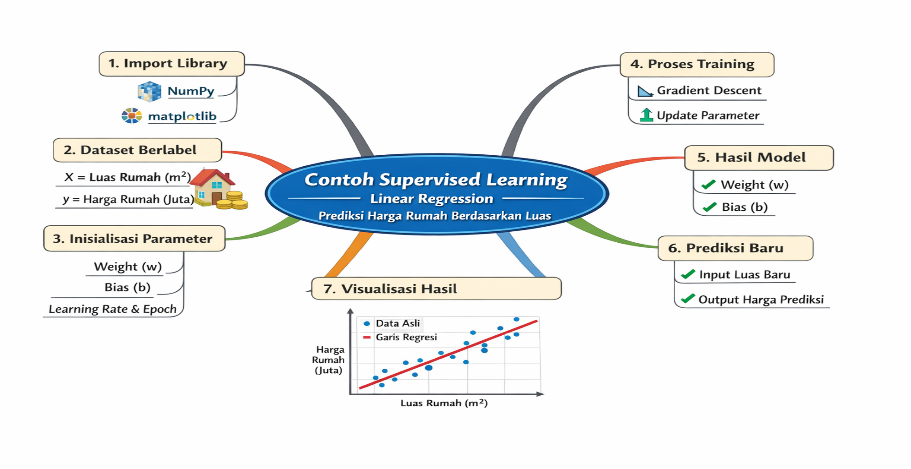 Contoh Supervised Learning
Linear Regression
Prediksi Harga Rumah Berdasarkan Luas
1. Import Library
NumPy
matplotlib
2. Dataset Berlabel
X = Luas Rumah (m²)
y = Harga Rumah (Juta)
3. Inisialisasi Parameter
Weight (w)
Bias (b)
Learning Rate & Epoch
4. Proses Training
Gradient Descent
Update Parameter
5. Hasil Model
Weight (w)
Bias (b)
6. Prediksi Baru
Input Luas Baru
Output Harga Prediksi
7. Visualisasi Hasil
Data Asli
Garis Regresi
Harga
Rumah
(Juta)
Luas Rumah (m²)